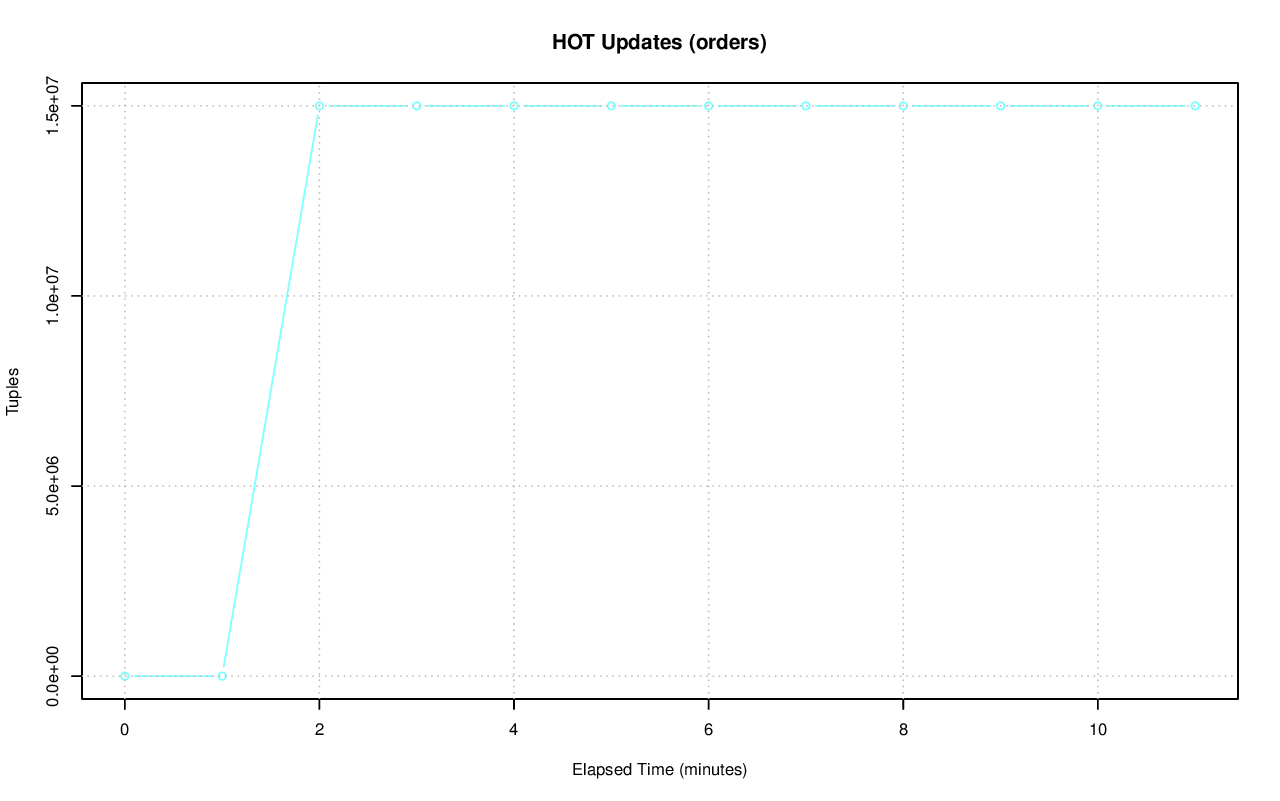 HOT Updates (orders)
1.5e+07
1.0e+07
5.0e+06
0.0e+00
Tuples
0 2 4 6 8 10
Elapsed Time (minutes)